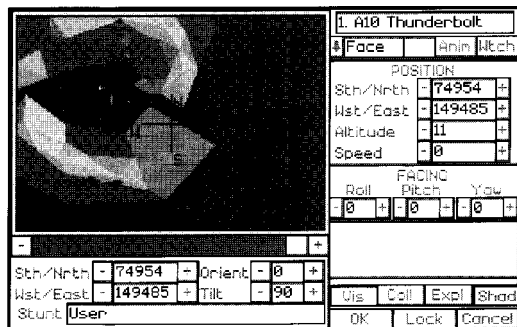 1. A10 Thunderbolt
Face Anim Wtch
POSITION
Sth/Nrth - 74954 +
Wst/East - 149485 +
Altitude - 11 +
Speed - 0 +
FACING
Roll Pitch Yaw
- 0 + - 0 + - 0 +
S
- +
Sth/Nrth - 74954 + Orient - 0 +
Wst/East - 149485 + Tilt - 90 +
Stunt User
Vis Coll Expl Shad
OK Lock Cancel